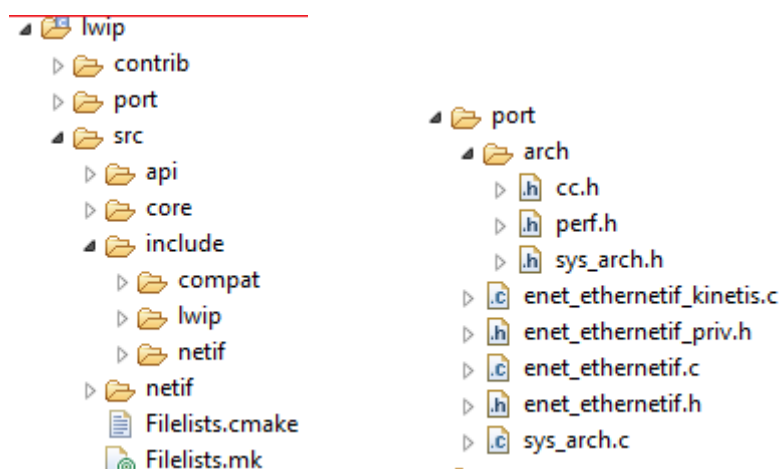 lwip
contrib
port
src
api
core
include
compat
lwip
netif
netif
Filelists.cmake
Filelists.mk
port
arch
.h cc.h
.h perf.h
.h sys_arch.h
.c enet_ethernetif_kinetis.c
.h enet_ethernetif_priv.h
.c enet_ethernetif.c
.h enet_ethernetif.h
.c sys_arch.c